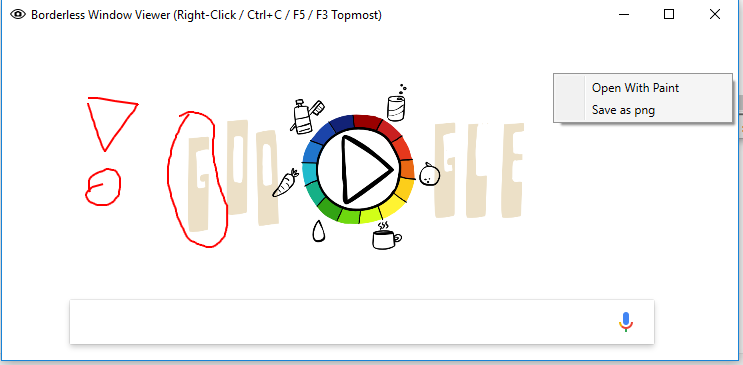 Borderless Window Viewer (Right-Click / Ctrl+C / F5 / F3 Topmost)
Open With Paint
Save as png
GOO GLE